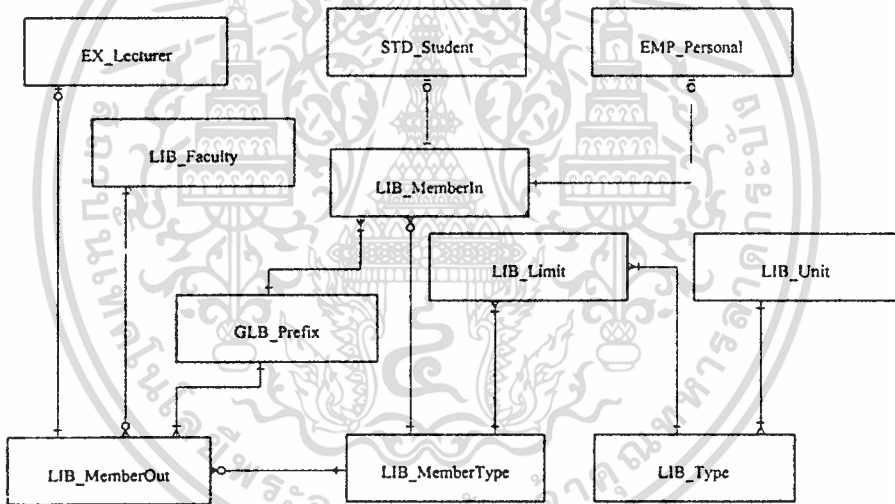 EX_Lecturer
STD_Student
EMP_Personal
LIB_Faculty
LIB_MemberIn
LIB_Limit
LIB_Unit
GLB_Prefix
LIB_MemberOut
LIB_MemberType
LIB_Type